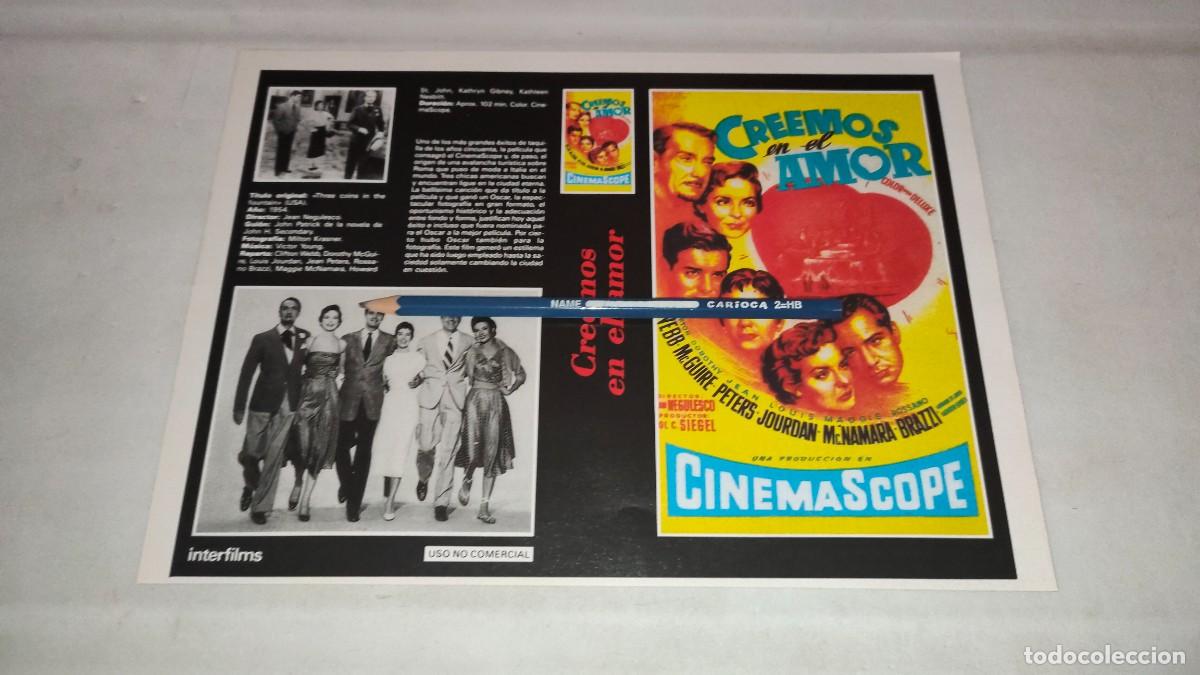 St. John, Kathryn Gibney, Kathleen
Nesbitt.
Duración: Aprox. 102 min. Color. Cine-
maScope.
Uno de los más grandes éxitos de taqui-
lla de los años cincuenta, la película que
consagró el CinemaScope y, de paso, el
origen de una avalancha turística sobre
Roma que puso de moda a Italia en el
mundo. Tres chicas americanas buscan
y encuentran ligue en la ciudad eterna.
La bellísima canción que da título a la
película y que ganó un Oscar, la espec-
tacular fotografía en gran formato, el
oportunismo histórico y la adecuación
entre fondo y forma, justifican hoy aquel
éxito e incluso que fuera nominada pa-
ra el Oscar a la mejor película. Por cier-
to hubo Oscar también para la
fotografía. Este film generó un estilema
que ha sido luego empleado hasta la sa-
ciedad solamente cambiando la ciudad
en cuestión.
Título original: «Three coins in the
fountain» (USA).
Año: 1954.
Director: Jean Negulesco.
Guión: John Patrick de la novela de
John H. Secondary.
Fotografía: Milton Krasner.
Música: Victor Young.
Reparto: Clifton Webb, Dorothy McGui-
re, Louis Jourdan, Jean Peters, Rossa-
no Brazzi, Maggie McNamara, Howard
interfilms
USO NO COMERCIAL
CREEMOS
en el
AMOR
CINEMASCOPE
Creemos
en el amor
NAME
CARIOCA 2=HB
CREEMOS
en el
AMOR
COLOR DELUXE
WEBB-McGUIRE-PETERS-JOURDAN-McNAMARA-BRAZZI
DOROTHY JEAN LOUIS MAGGIE ROSSANO
DIRECTOR:
NEGULESCO
PRODUCTOR:
SOL C. SIEGEL
UNA PRODUCCION EN
CINEMASCOPE
todocoleccion